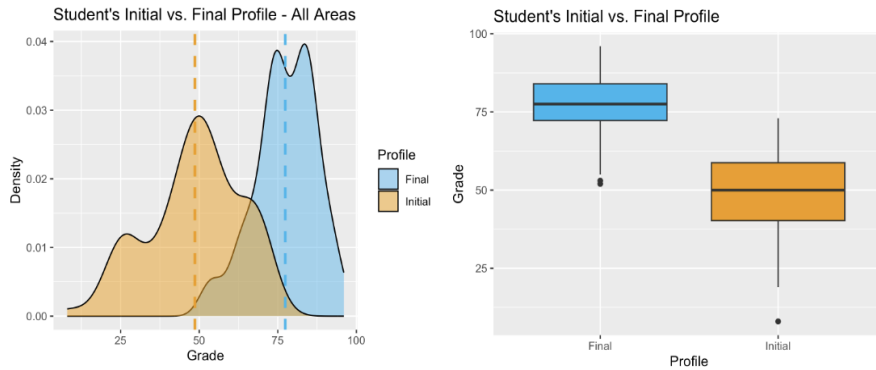 Student's Initial vs. Final Profile - All Areas
0.04
0.03
0.02
0.01
0.00
Density
25
50
75
100
Grade
Profile
Final
Initial
Student's Initial vs. Final Profile
100
75
50
25
Grade
Final
Initial
Profile